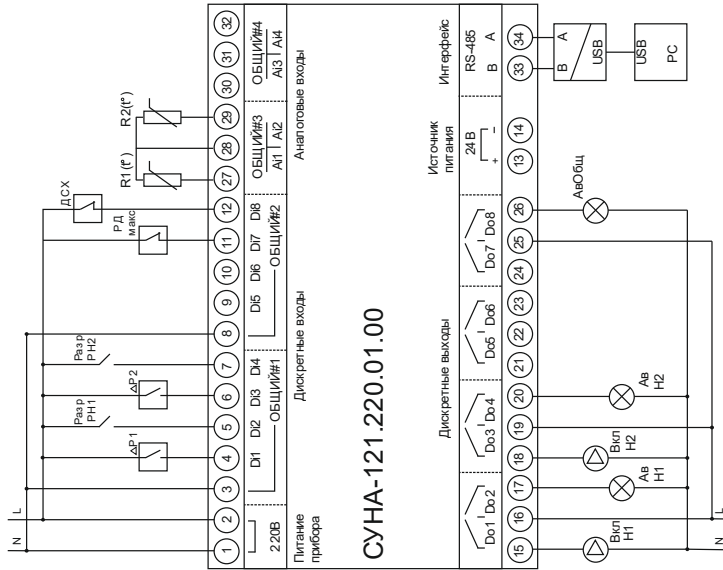 N
L
ΔP1
Разр
РН1
ΔP2
Разр
РН2
РД
макс
ДСХ
R1(t°)
R2(t°)
1
2
3
4
5
6
7
8
9
10
11
12
27
28
29
30
31
32
220В
Di1
Di2
Di3
Di4
ОБЩИЙ#1
Di5
Di6
Di7
Di8
ОБЩИЙ#2
ОБЩИЙ#3
Ai1
Ai2
ОБЩИЙ#4
Ai3
Ai4
Питание
прибора
Дискретные входы
Аналоговые входы
СУНА-121.220.01.00
Дискретные выходы
Источник
питания
Интерфейс
Do1
Do2
Do3
Do4
Do5
Do6
Do7
Do8
24 В
+
−
RS-485
B
A
15
16
17
18
19
20
21
22
23
24
25
26
13
14
33
34
Вкл
Н1
Ав
Н1
Вкл
Н2
Ав
Н2
АвОбщ
B
A
USB
USB
PC
N
L